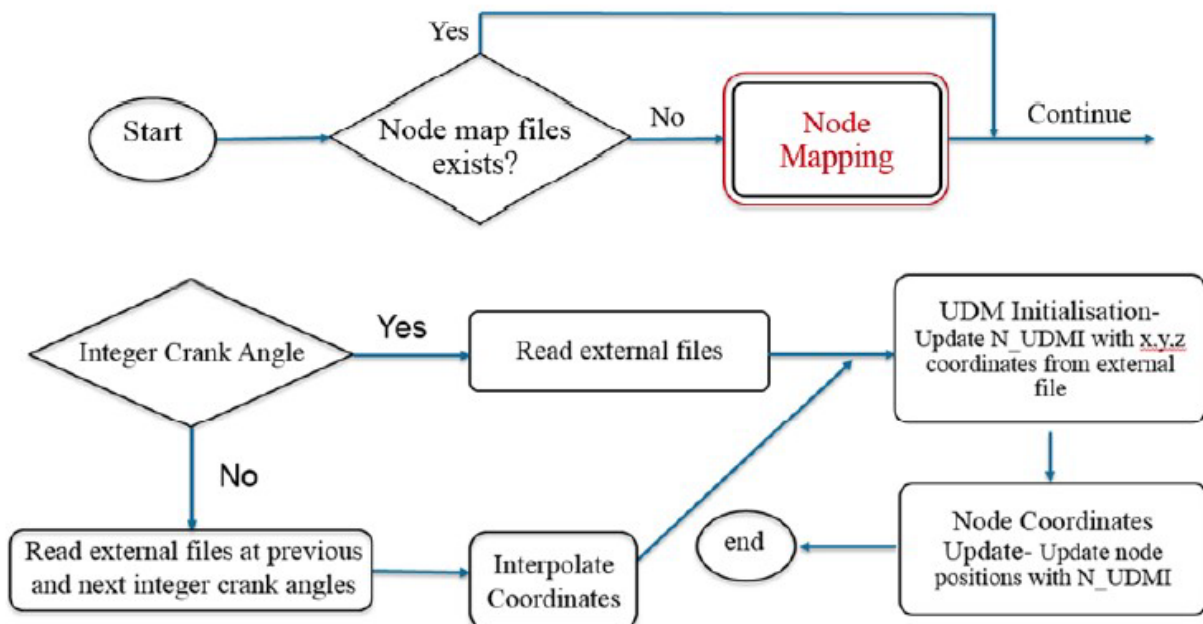 Yes
Start
Node map files
exists?
No
Node
Mapping
Continue
Integer Crank Angle
Yes
Read external files
UDM Initialisation-
Update N_UDMI with x.y.z
coordinates from external
file
No
Read external files at previous
and next integer crank angles
Interpolate
Coordinates
end
Node Coordinates
Update- Update node
positions with N_UDMI